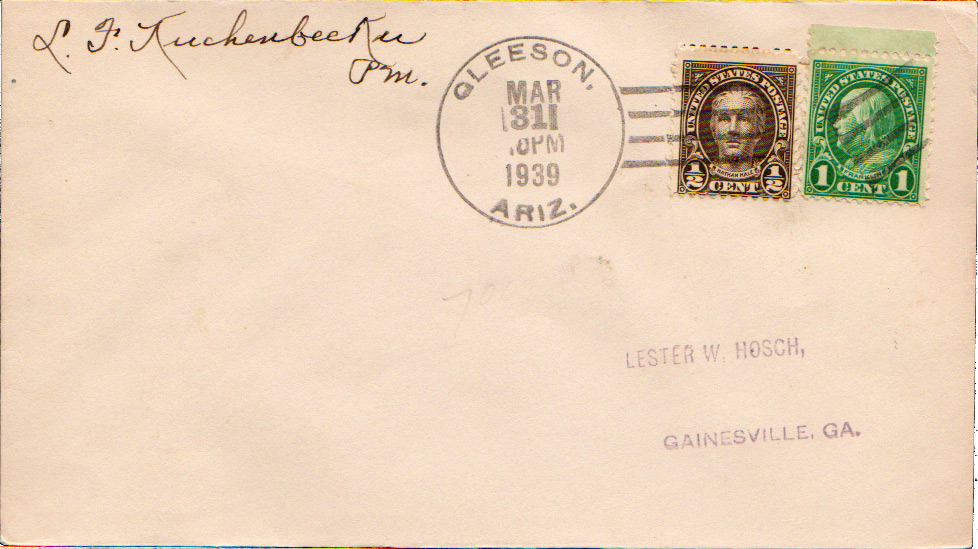 L. F. Kuchenbecker
P.m.
GLEESON,
MAR
31
PM
1939
ARIZ.
UNITED STATES POSTAGE
NATHAN HALE
1/2 CENT 1/2
UNITED STATES POSTAGE
FRANKLIN
1 CENT 1
LESTER W. HOSCH,
GAINESVILLE, GA.